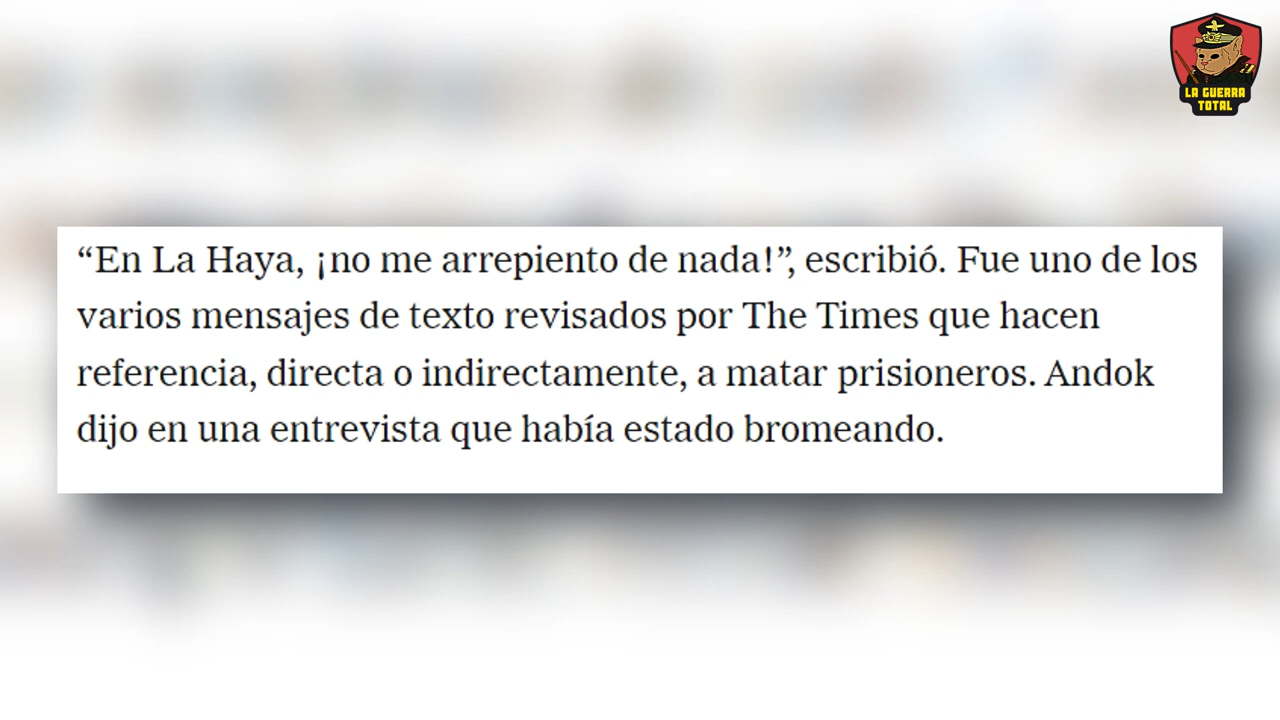 LA GUERRA
TOTAL
“En La Haya, ¡no me arrepiento de nada!”, escribió. Fue uno de los
varios mensajes de texto revisados por The Times que hacen
referencia, directa o indirectamente, a matar prisioneros. Andok
dijo en una entrevista que había estado bromeando.